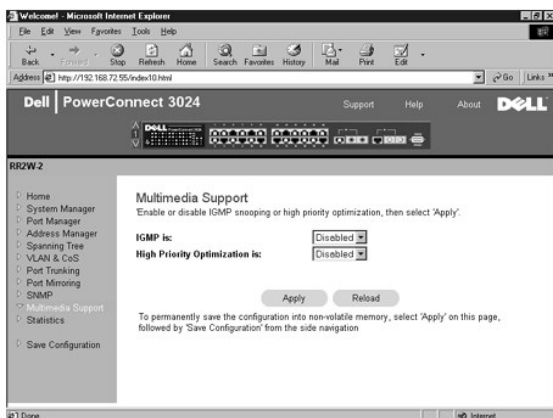 Welcome! - Microsoft Internet Explorer
File Edit View Favorites Tools Help
Back Forward Stop Refresh Home Search Favorites History Mail Print Edit
Address http://192.168.72.55/index10.html Go Links »
Dell | PowerConnect 3024 Support Help About DELL
DELL
1
RR2W-2
Home
System Manager
Port Manager
Address Manager
Spanning Tree
VLAN & CoS
Port Trunking
Port Mirroring
SNMP
Multimedia Support
Statistics
Save Configuration
Multimedia Support
'Enable or disable IGMP snooping or high priority optimization, then select 'Apply'.
IGMP is: Disabled
High Priority Optimization is: Disabled
Apply Reload
To permanently save the configuration into non-volatile memory, select 'Apply' on this page,
followed by 'Save Configuration' from the side navigation
Done Internet